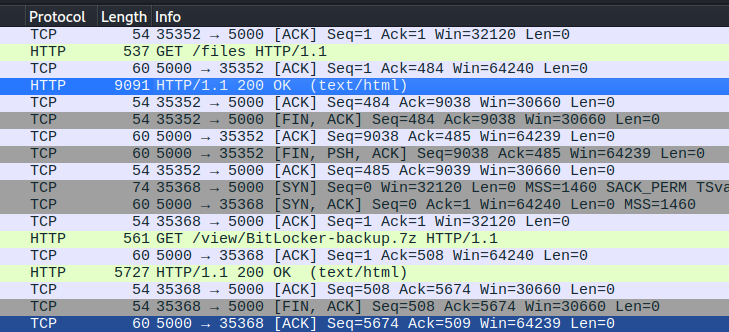 Protocol Length Info
TCP 54 35352 → 5000 [ACK] Seq=1 Ack=1 Win=32120 Len=0
HTTP 537 GET /files HTTP/1.1
TCP 60 5000 → 35352 [ACK] Seq=1 Ack=484 Win=64240 Len=0
HTTP 9091 HTTP/1.1 200 OK  (text/html)
TCP 54 35352 → 5000 [ACK] Seq=484 Ack=9038 Win=30660 Len=0
TCP 54 35352 → 5000 [FIN, ACK] Seq=484 Ack=9038 Win=30660 Len=0
TCP 60 5000 → 35352 [ACK] Seq=9038 Ack=485 Win=64239 Len=0
TCP 60 5000 → 35352 [FIN, PSH, ACK] Seq=9038 Ack=485 Win=64239 Len=0
TCP 54 35352 → 5000 [ACK] Seq=485 Ack=9039 Win=30660 Len=0
TCP 74 35368 → 5000 [SYN] Seq=0 Win=32120 Len=0 MSS=1460 SACK_PERM TSva
TCP 60 5000 → 35368 [SYN, ACK] Seq=0 Ack=1 Win=64240 Len=0 MSS=1460
TCP 54 35368 → 5000 [ACK] Seq=1 Ack=1 Win=32120 Len=0
HTTP 561 GET /view/BitLocker-backup.7z HTTP/1.1
TCP 60 5000 → 35368 [ACK] Seq=1 Ack=508 Win=64240 Len=0
HTTP 5727 HTTP/1.1 200 OK  (text/html)
TCP 54 35368 → 5000 [ACK] Seq=508 Ack=5674 Win=30660 Len=0
TCP 54 35368 → 5000 [FIN, ACK] Seq=508 Ack=5674 Win=30660 Len=0
TCP 60 5000 → 35368 [ACK] Seq=5674 Ack=509 Win=64239 Len=0